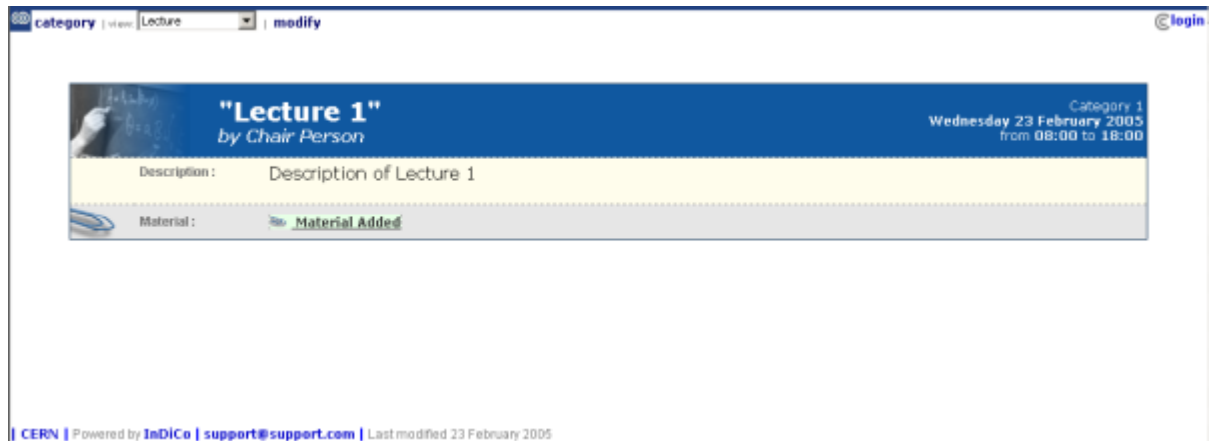 category | view: Lecture | modify
login
"Lecture 1"
by Chair Person
Category 1
Wednesday 23 February 2005
from 08:00 to 18:00
Description : Description of Lecture 1
Material : Material Added
| CERN | Powered by InDiCo | support@support.com | Last modified 23 February 2005